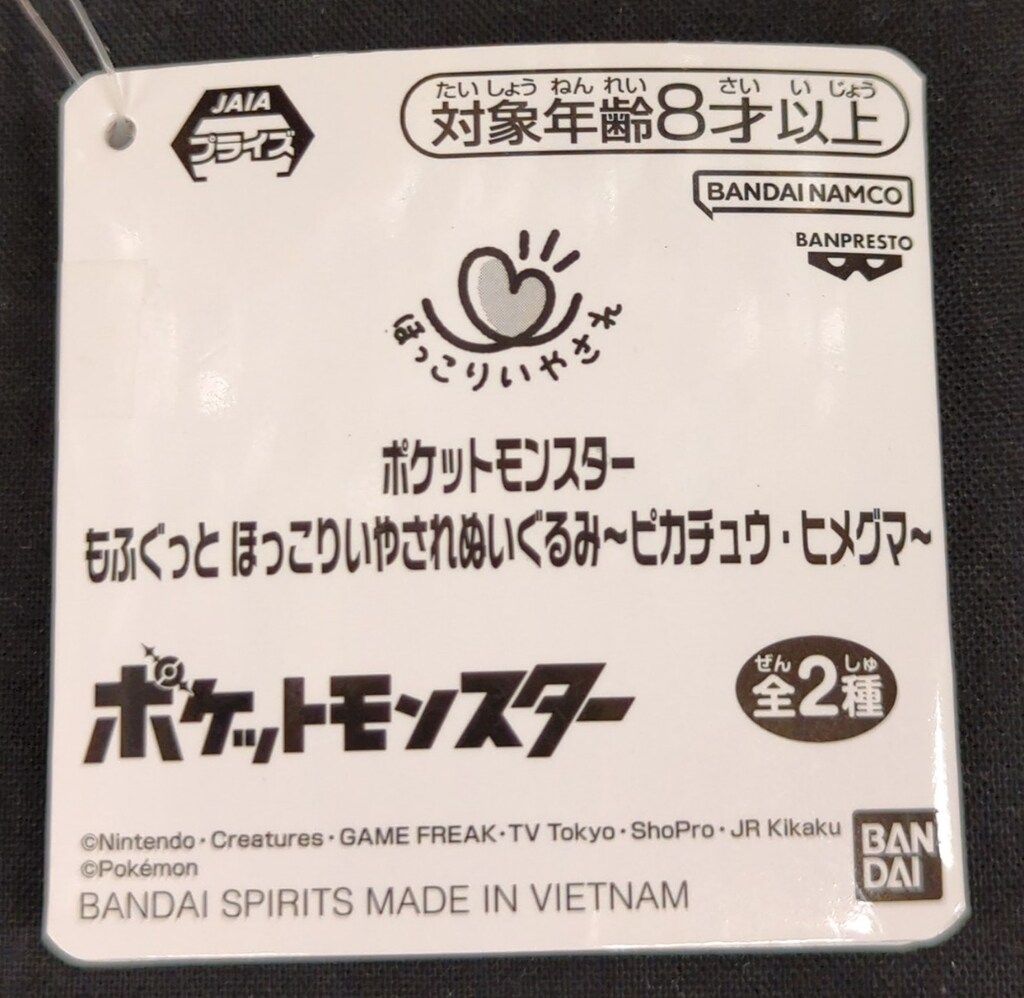 JAIA
プライズ
たいしょうねんれい さいいじょう
対象年齢8才以上
BANDAI NAMCO
BANPRESTO
ほっこりいやされ
ポケットモンスター
もふぐっと ほっこりいやされぬいぐるみ~ピカチュウ・ヒメグマ~
ポケットモンスター
ぜん しゅ
全2種
©Nintendo・Creatures・GAME FREAK・TV Tokyo・ShoPro・JR Kikaku
©Pokémon
BANDAI SPIRITS MADE IN VIETNAM
BAN
DAI